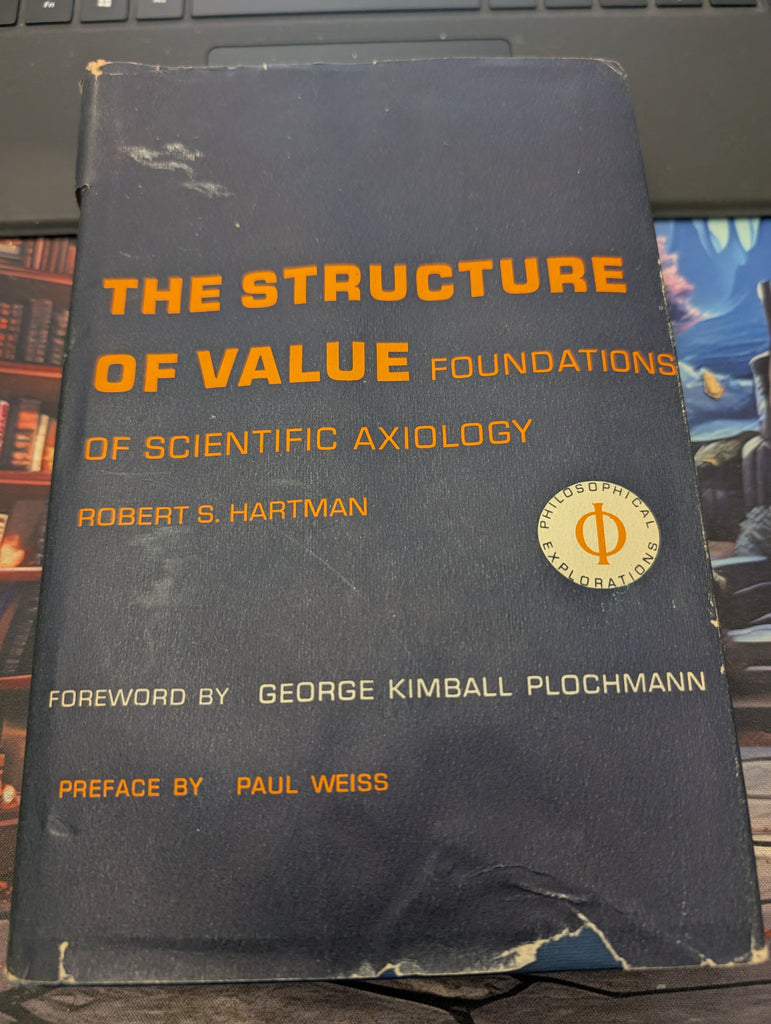 Fn
THE STRUCTURE
OF VALUE FOUNDATIONS
OF SCIENTIFIC AXIOLOGY
ROBERT S. HARTMAN
PHILOSOPHICAL
Φ
EXPLORATIONS
FOREWORD BY GEORGE KIMBALL PLOCHMANN
PREFACE BY PAUL WEISS